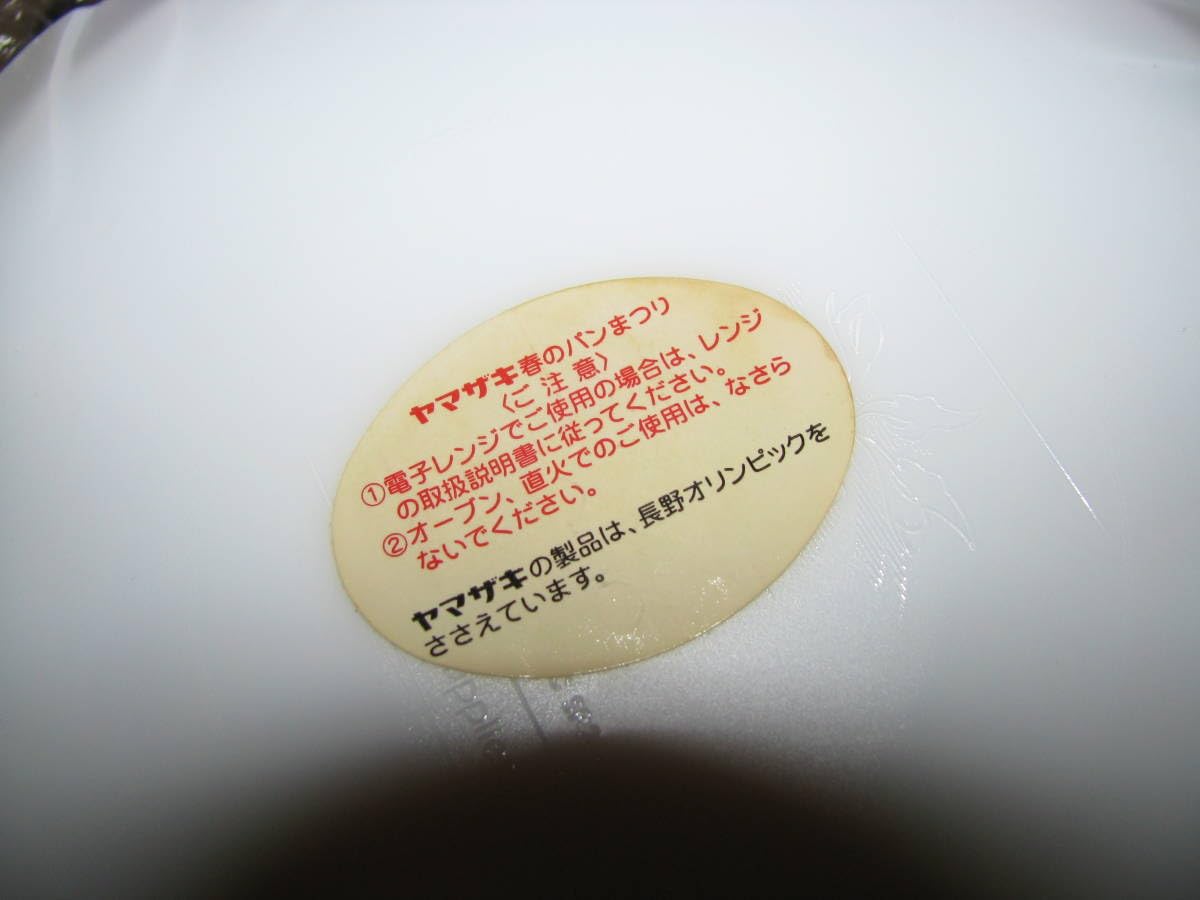 ヤマザキ春のパンまつり
〈ご注意〉
①電子レンジでご使用の場合は、レンジ
の取扱説明書に従ってください。
②オーブン、直火でのご使用は、なさら
ないでください。
ヤマザキの製品は、長野オリンピックを
ささえています。